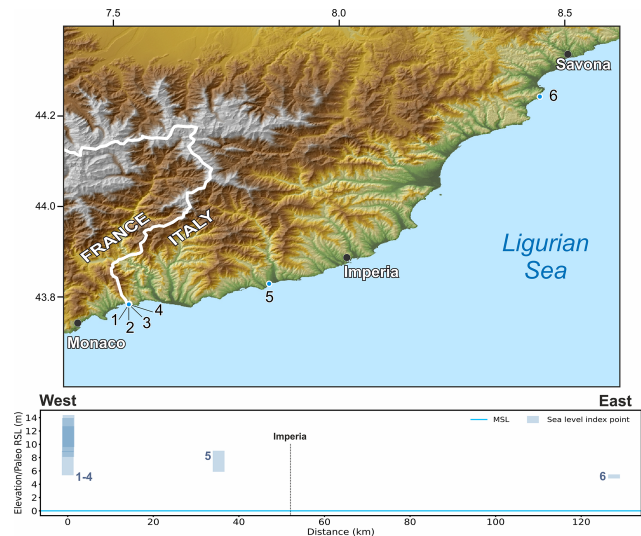 7.5 8.0 8.5
Savona
6
44.2
44.0
FRANCE
ITALY
Ligurian
Sea
Imperia
5
43.8
1 2 3 4
Monaco
West East
MSL
Sea level index point
Imperia
Elevation/Paleo RSL (m)
14
12
10
8
6
4
2
0
5
1-4
6
0 20 40 60 80 100 120
Distance (km)